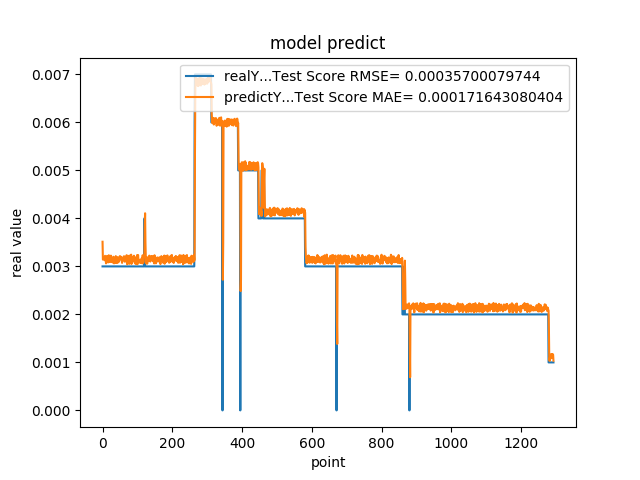 model predict
realY...Test Score RMSE= 0.00035700079744
predictY...Test Score MAE= 0.000171643080404
0.007
0.006
0.005
0.004
0.003
0.002
0.001
0.000
real value
0 200 400 600 800 1000 1200
point